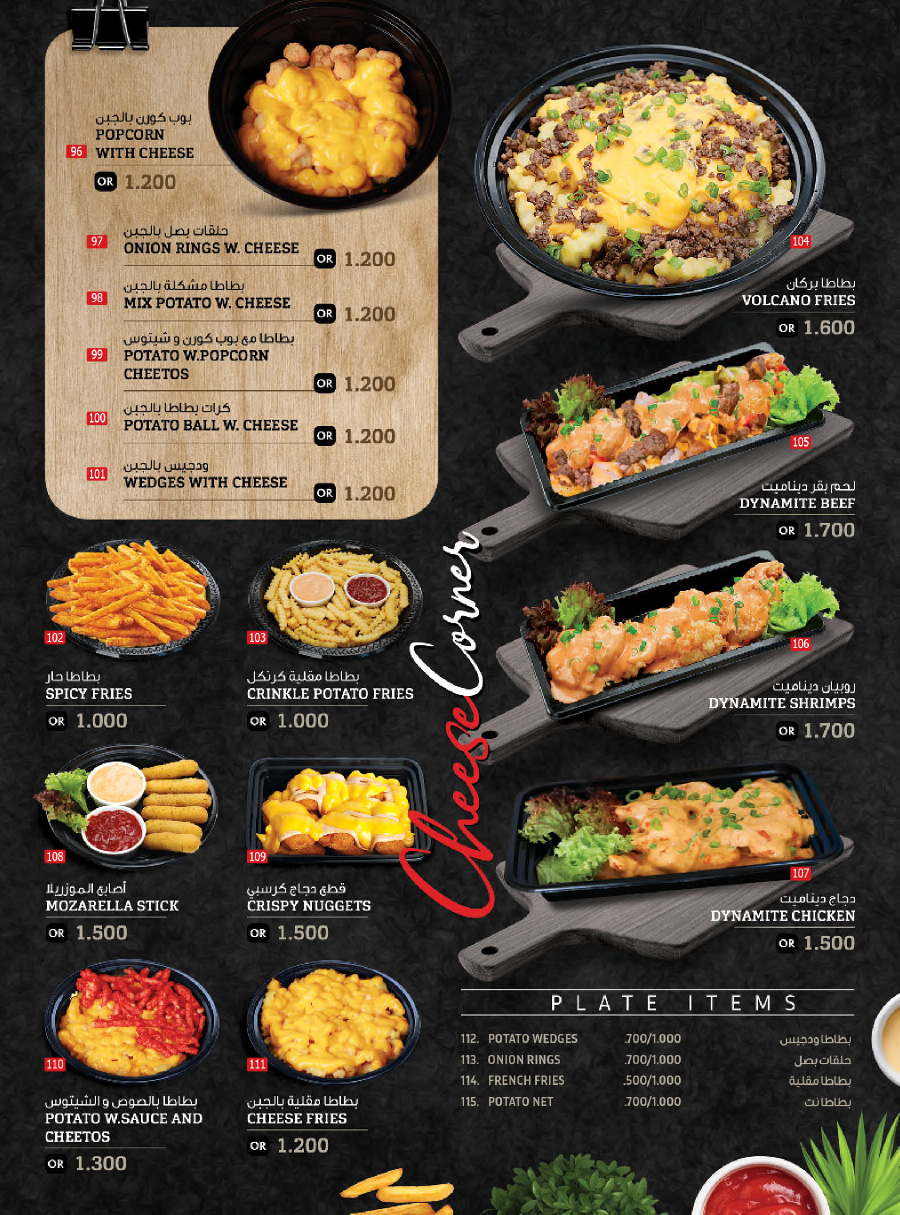 بوب كورن بالجبن
POPCORN
96 WITH CHEESE
OR 1.200
حلقات بصل بالجبن
97 ONION RINGS W. CHEESE
OR 1.200
بطاطا مشكلة بالجبن
98 MIX POTATO W. CHEESE
OR 1.200
بطاطا مع بوب كورن و شيتوس
99 POTATO W.POPCORN
CHEETOS
OR 1.200
كرات بطاطا بالجبن
100 POTATO BALL W. CHEESE
OR 1.200
ودجيس بالجبن
101 WEDGES WITH CHEESE
OR 1.200
102
بطاطا حار
SPICY FRIES
OR 1.000
103
بطاطا مقلية كرنكل
CRINKLE POTATO FRIES
OR 1.000
108
أصابع الموزريلا
MOZARELLA STICK
OR 1.500
109
قطع دجاج كرسبي
CRISPY NUGGETS
OR 1.500
110
بطاطا بالصوص و الشيتوس
POTATO W.SAUCE AND
CHEETOS
OR 1.300
111
بطاطا مقلية بالجبن
CHEESE FRIES
OR 1.200
Cheese Corner
104
بطاطا بركان
VOLCANO FRIES
OR 1.600
105
لحم بقر ديناميت
DYNAMITE BEEF
OR 1.700
106
روبيان ديناميت
DYNAMITE SHRIMPS
OR 1.700
107
دجاج ديناميت
DYNAMITE CHICKEN
OR 1.500
PLATE ITEMS
112. POTATO WEDGES .700/1.000 بطاطا ودجيس
113. ONION RINGS .700/1.000 حلقات بصل
114. FRENCH FRIES .500/1.000 بطاطا مقلية
115. POTATO NET .700/1.000 بطاطا نت